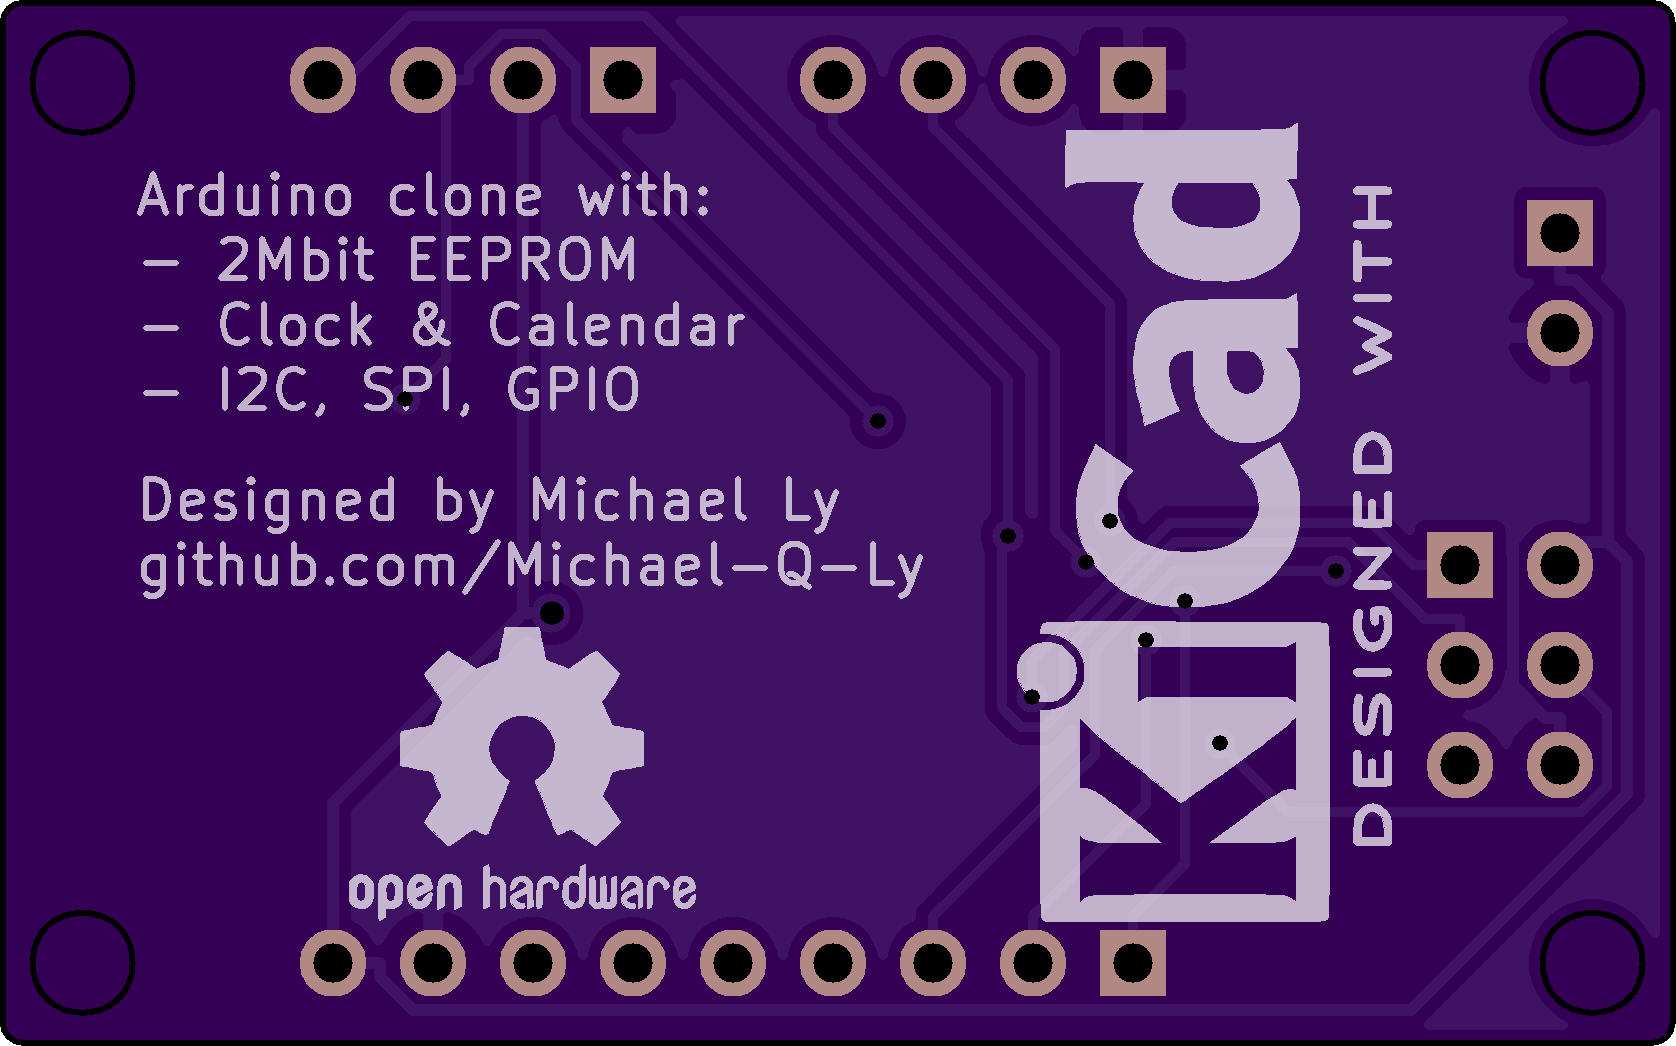 Arduino clone with:
- 2Mbit EEPROM
- Clock & Calendar
- I2C, SPI, GPIO
Designed by Michael Ly
github.com/Michael-Q-Ly
open hardware
DESIGNED WITH
KiCad